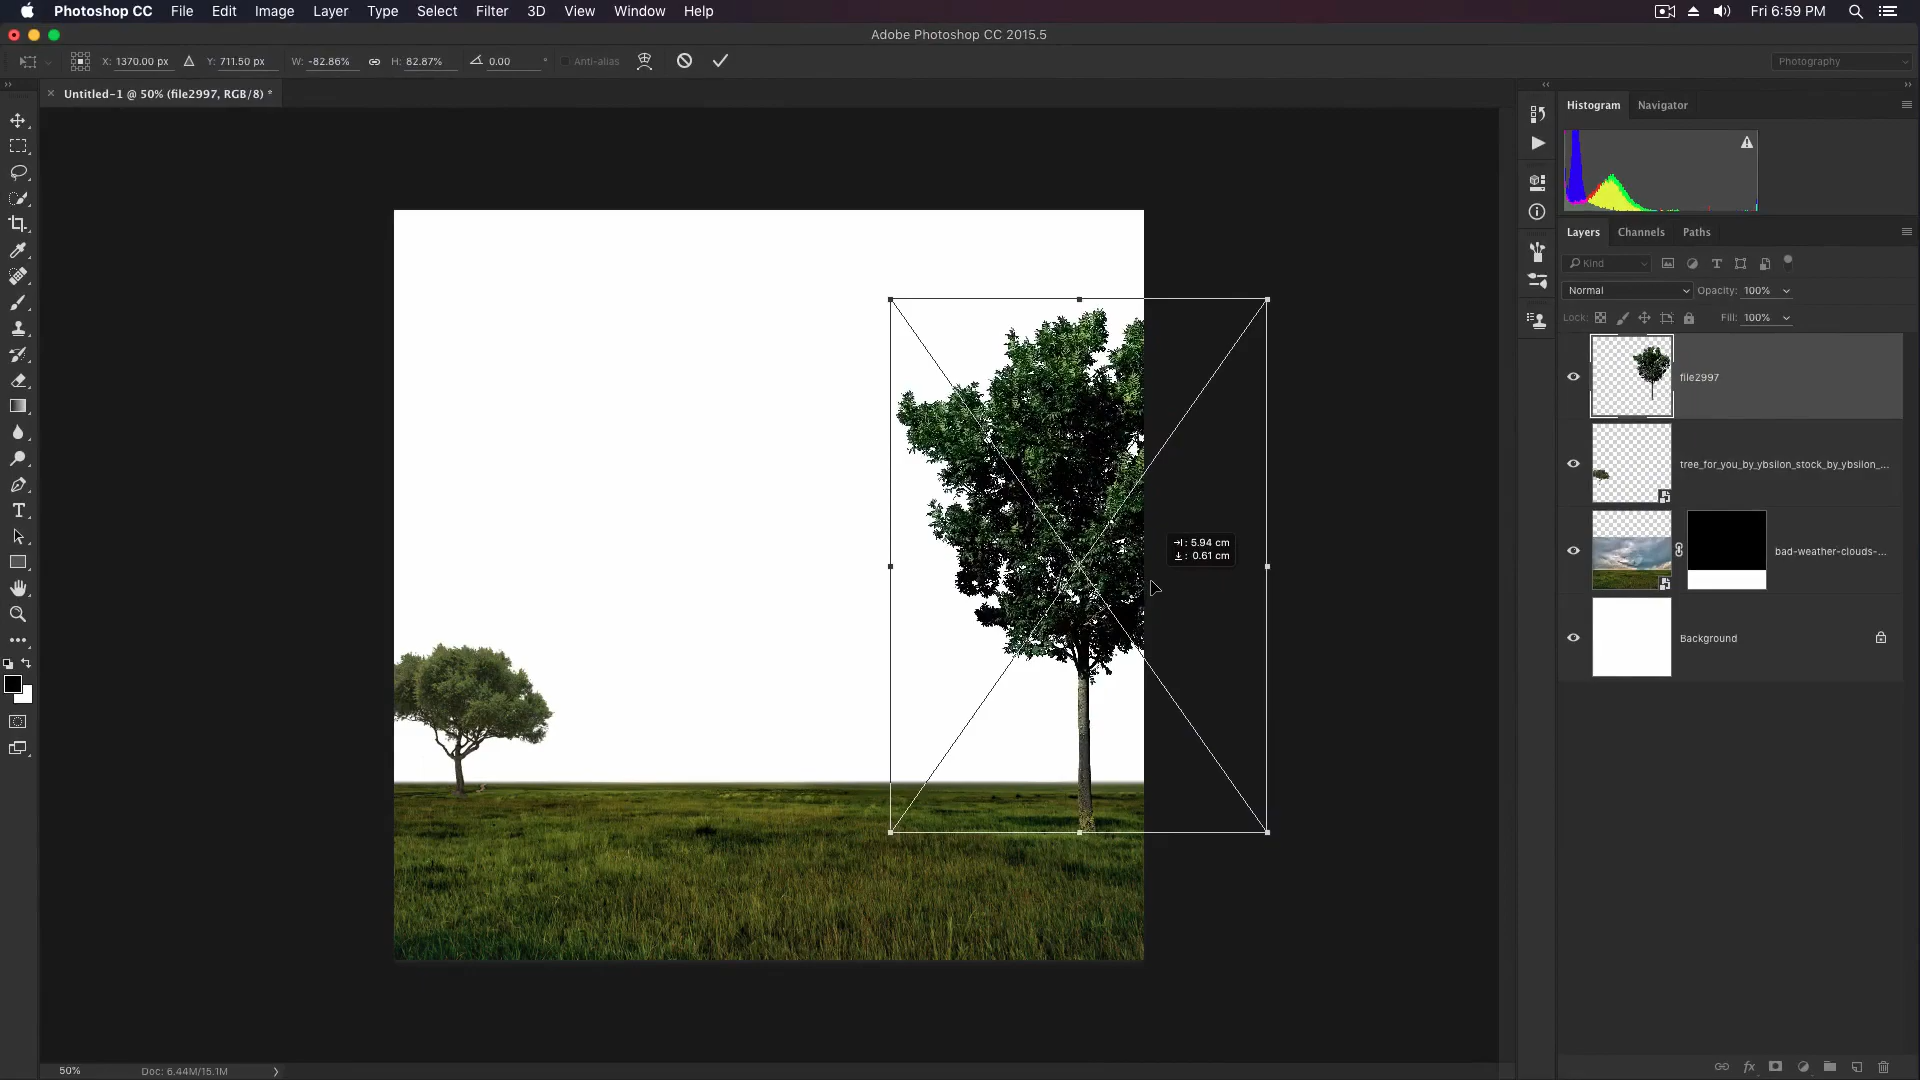 Photoshop CC File Edit Image Layer Type Select Filter 3D View Window Help Fri 6:59 PM
Adobe Photoshop CC 2015.5
X: 1370.00 px Y: 711.50 px W: -82.86% H: 82.87% 0.00 ° Anti-alias Photography
Untitled-1 @ 50% (file2997, RGB/8) *
Histogram Navigator
Layers Channels Paths
Kind
Normal Opacity: 100%
Lock: Fill: 100%
file2997
tree_for_you_by_ybsilon_stock_by_ybsilon_...
bad-weather-clouds-...
Background
: 5.94 cm
: 0.61 cm
50% Doc: 6.44M/15.1M